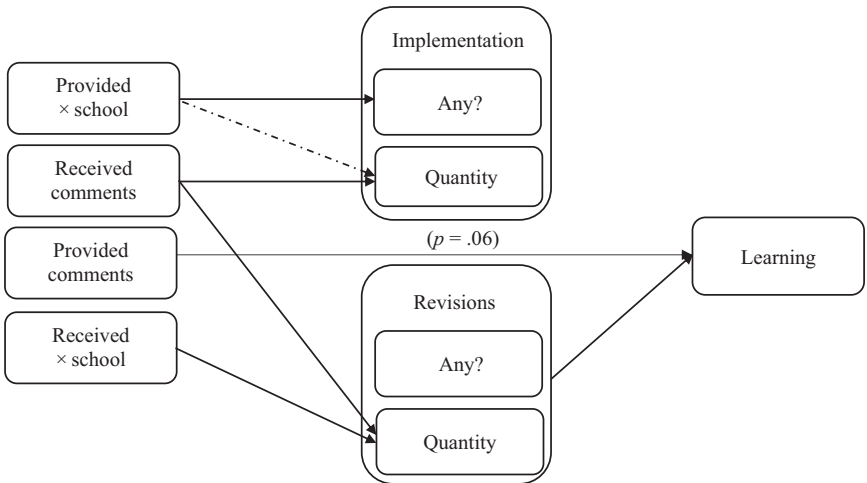 Implementation
Provided
× school
Any?
Received
comments
Quantity
Provided
comments
(p = .06)
Learning
Revisions
Received
× school
Any?
Quantity